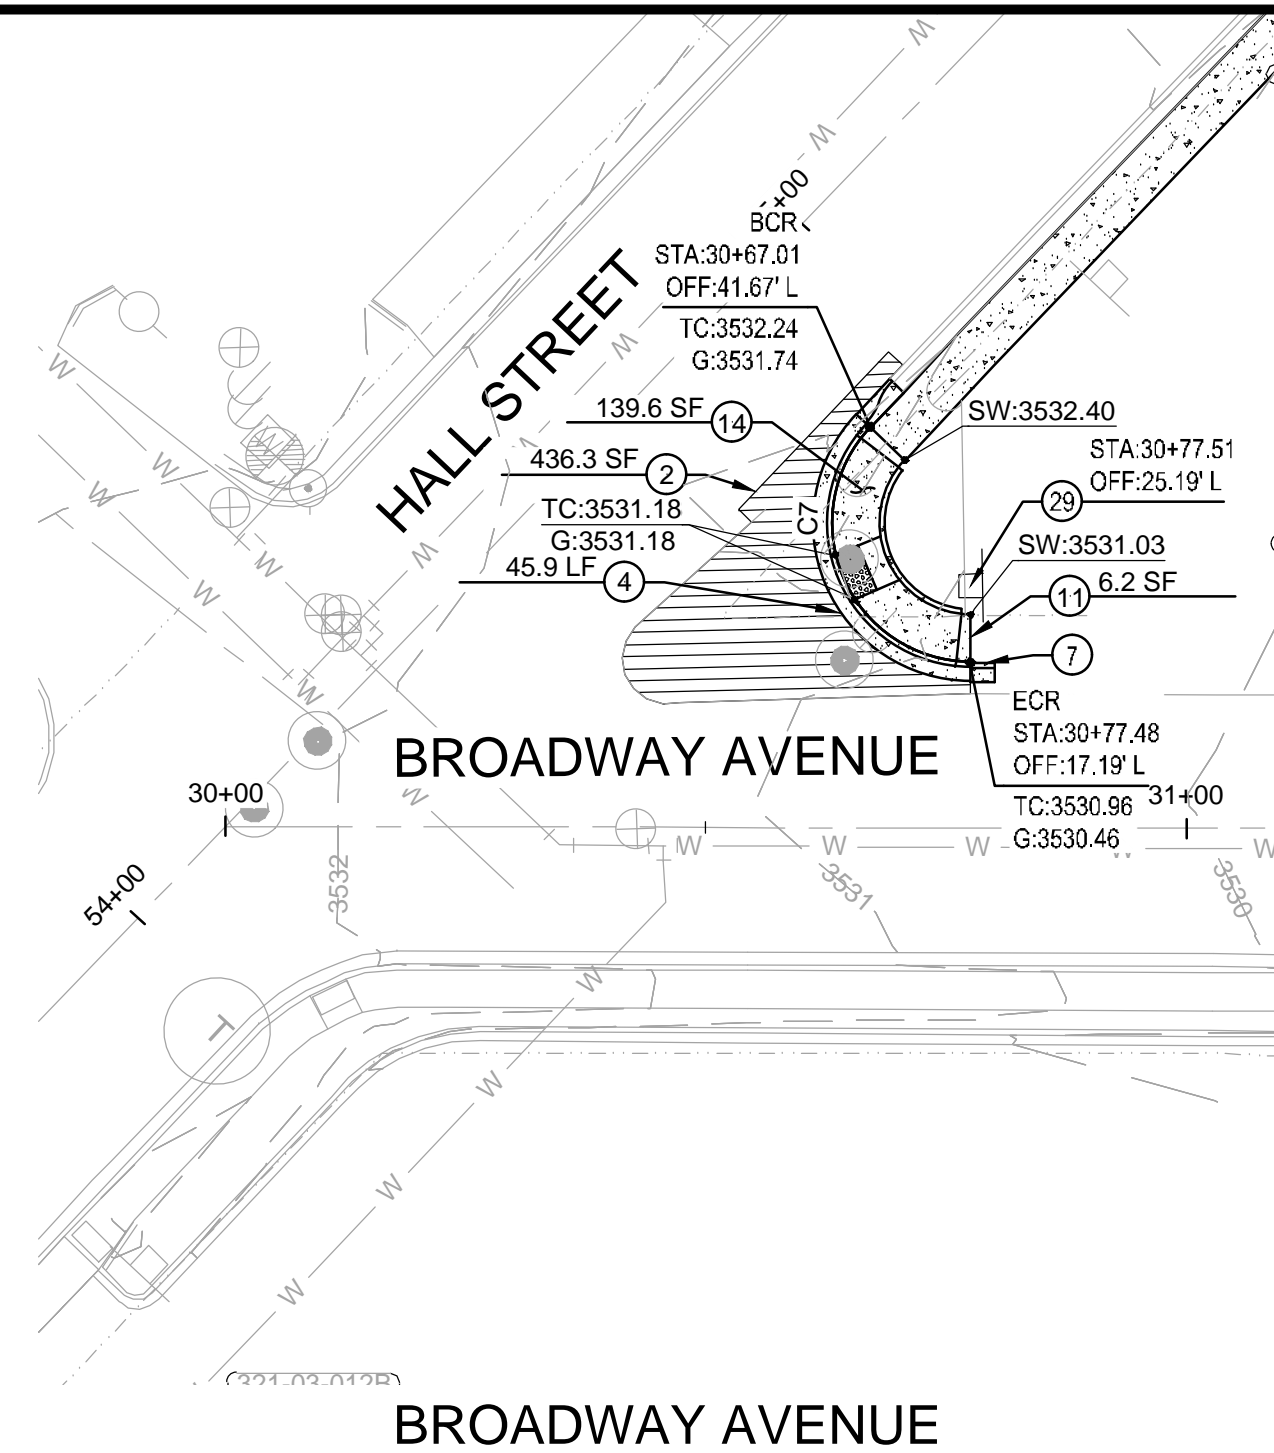 W
W
+00
BCR
STA:30+67.01
OFF:41.67' L
TC:3532.24
G:3531.74
HALL STREET
W
W
W
W
W
W
W
W
W
W
W
W
139.6 SF 14
SW:3532.40
436.3 SF 2
STA:30+77.51
OFF:25.19' L
29
TC:3531.18
G:3531.18
C7
SW:3531.03
45.9 LF 4
11 6.2 SF
7
ECR
STA:30+77.48
OFF:17.19' L
TC:3530.96
G:3530.46
BROADWAY AVENUE
30+00
31+00
W
W
W
W
54+00
3532
3531
3530
W
T
W
W
W
321-03-012B
BROADWAY AVENUE